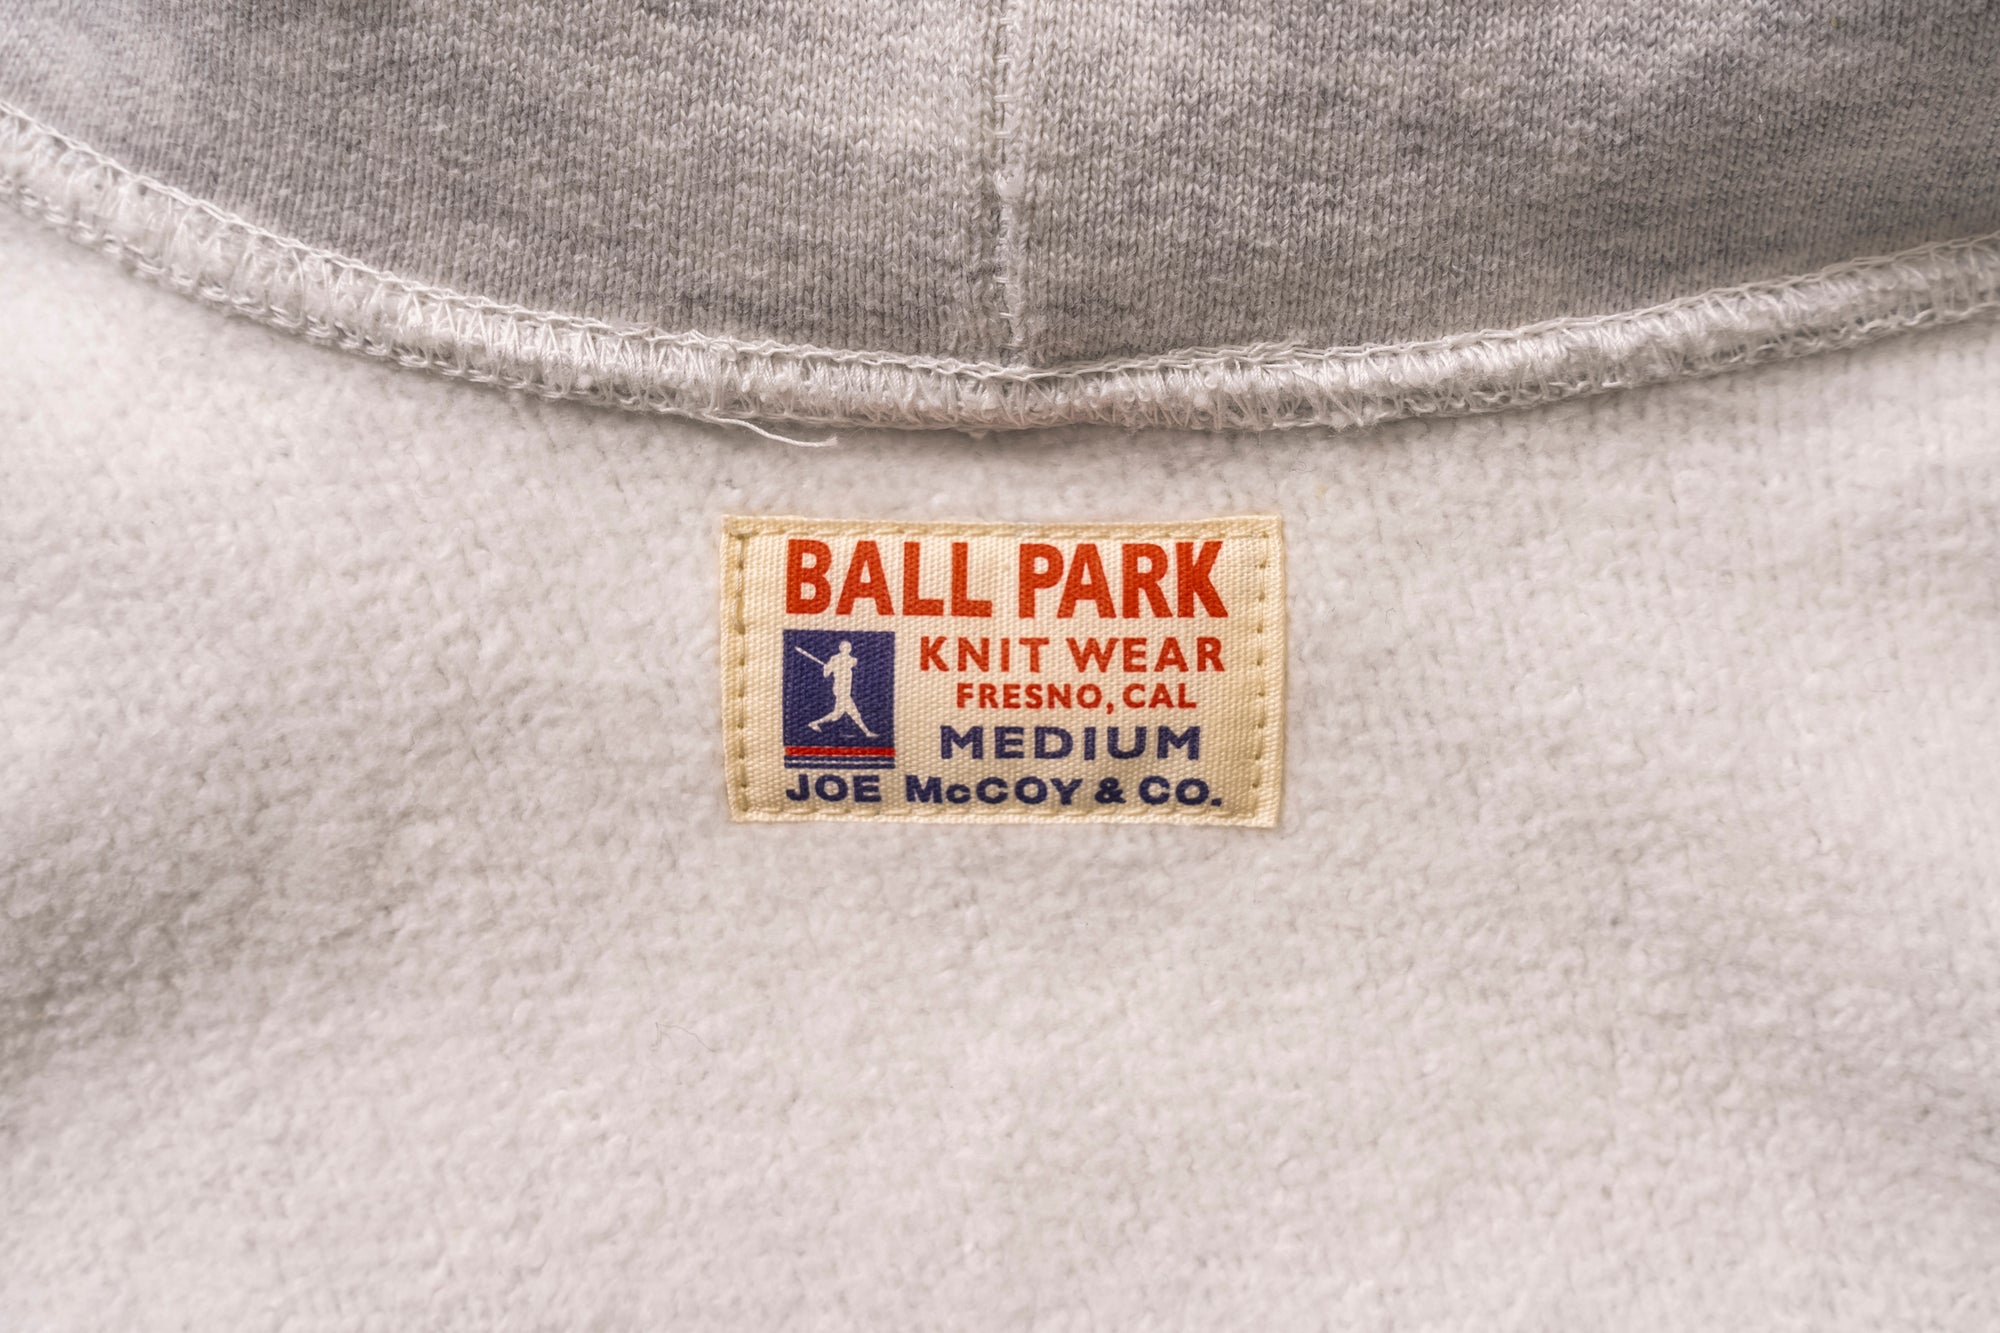 BALL PARK
KNIT WEAR
FRESNO, CAL
MEDIUM
JOE McCOY & CO.